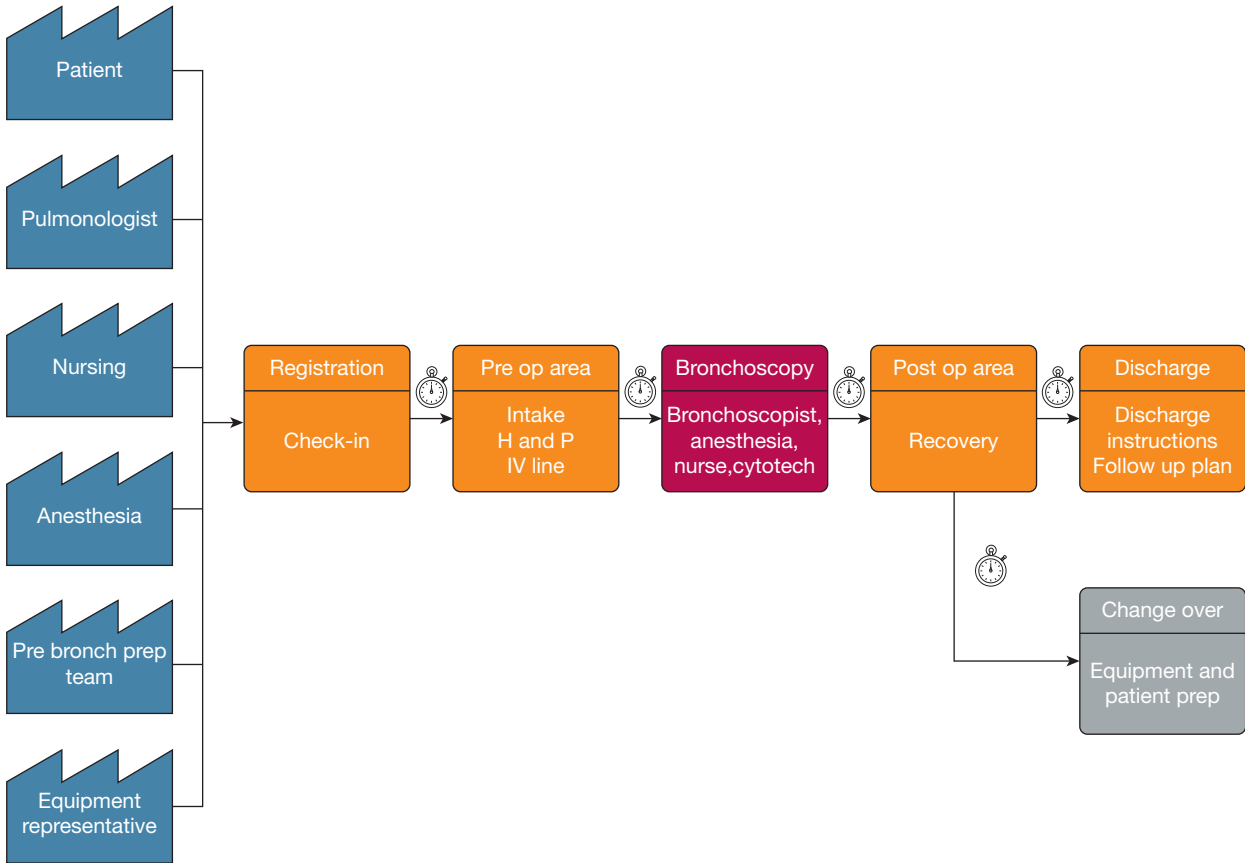 Patient
Pulmonologist
Nursing
Anesthesia
Pre bronch prep
team
Equipment
representative
Registration
Check-in
Pre op area
Intake
H and P
IV line
Bronchoscopy
Bronchoscopist,
anesthesia,
nurse,cytotech
Post op area
Recovery
Discharge
Discharge
instructions
Follow up plan
Change over
Equipment and
patient prep